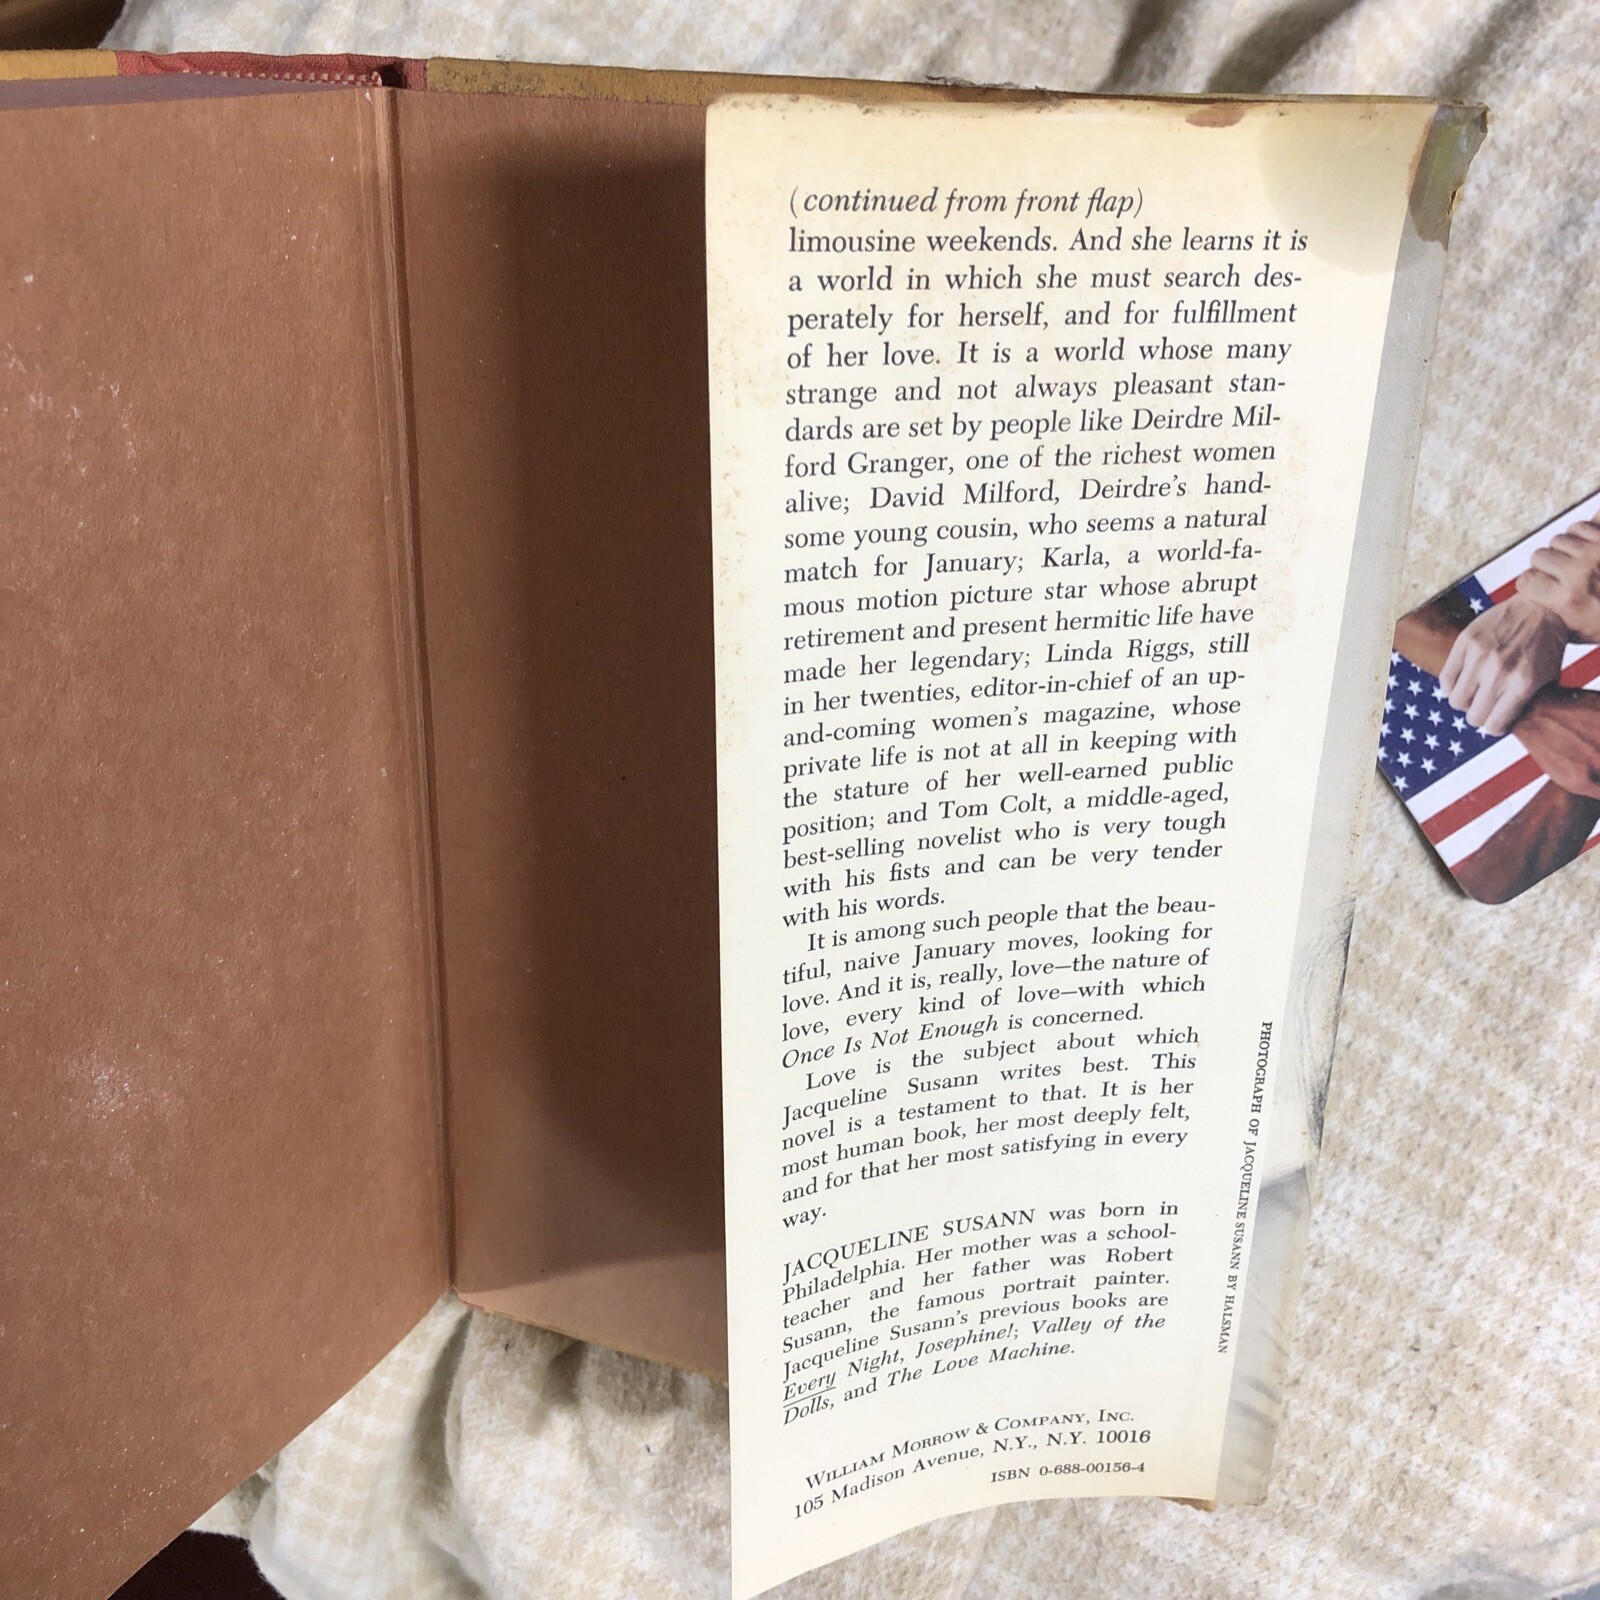 (continued from front flap)
limousine weekends. And she learns it is
a world in which she must search des-
perately for herself, and for fulfillment
of her love. It is a world whose many
strange and not always pleasant stan-
dards are set by people like Deirdre Mil-
ford Granger, one of the richest women
alive; David Milford, Deirdre's hand-
some young cousin, who seems a natural
match for January; Karla, a world-fa-
mous motion picture star whose abrupt
retirement and present hermitic life have
made her legendary; Linda Riggs, still
in her twenties, editor-in-chief of an up-
and-coming women's magazine, whose
private life is not at all in keeping with
the stature of her well-earned public
position; and Tom Colt, a middle-aged,
best-selling novelist who is very tough
with his fists and can be very tender
with his words.
It is among such people that the beau-
tiful, naive January moves, looking for
love. And it is, really, love—the nature of
love, every kind of love—with which
Once Is Not Enough is concerned.
Love is the subject about which
Jacqueline Susann writes best. This
novel is a testament to that. It is her
most human book, her most deeply felt,
and for that her most satisfying in every
way.
JACQUELINE SUSANN was born in
Philadelphia. Her mother was a school-
teacher and her father was Robert
Susann, the famous portrait painter.
Jacqueline Susann's previous books are
Every Night, Josephine!; Valley of the
Dolls, and The Love Machine.
WILLIAM MORROW & COMPANY, INC.
105 Madison Avenue, N.Y., N.Y. 10016
ISBN 0-688-00156-4
PHOTOGRAPH OF JACQUELINE SUSANN BY HALSMAN